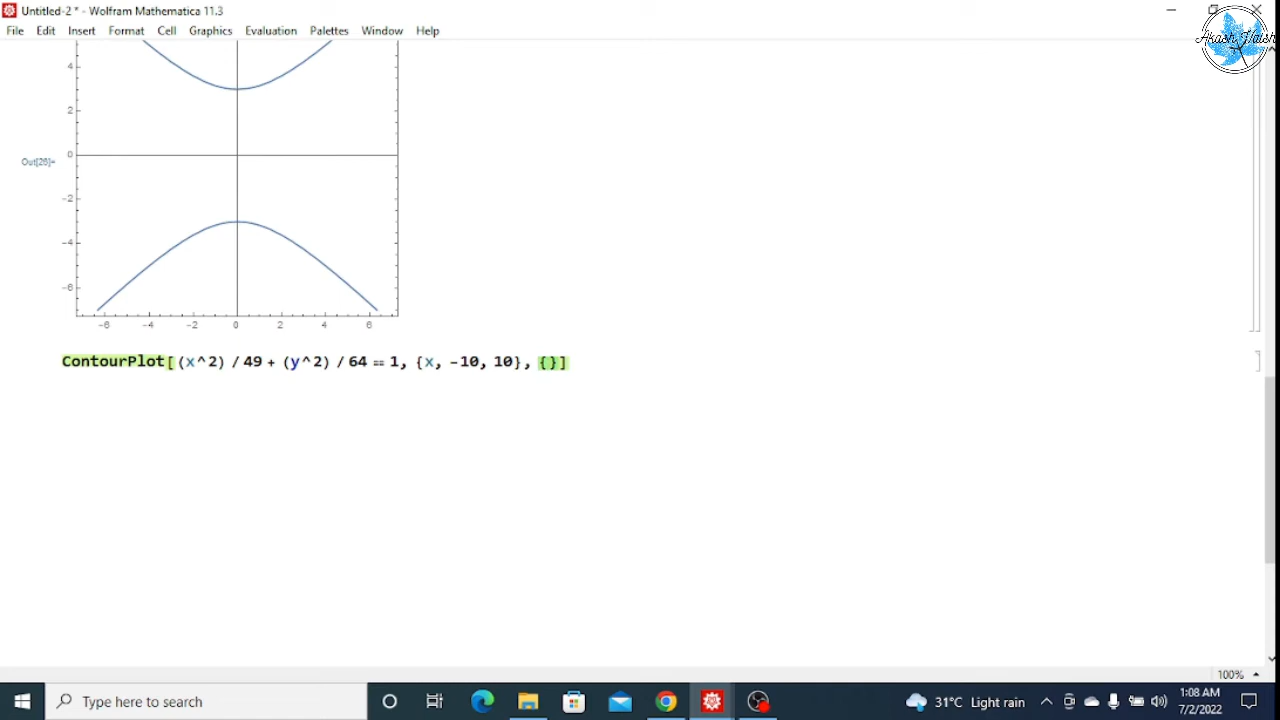 Untitled-2 * - Wolfram Mathematica 11.3
File Edit Insert Format Cell Graphics Evaluation Palettes Window Help
4
2
0
-2
-4
-6
Out[26]=
-6 -4 -2 0 2 4 6
ContourPlot[(x^2) / 49 + (y^2) / 64 == 1, {x, -10, 10}, {}]
100%
Type here to search
31°C Light rain
1:08 AM
7/2/2022